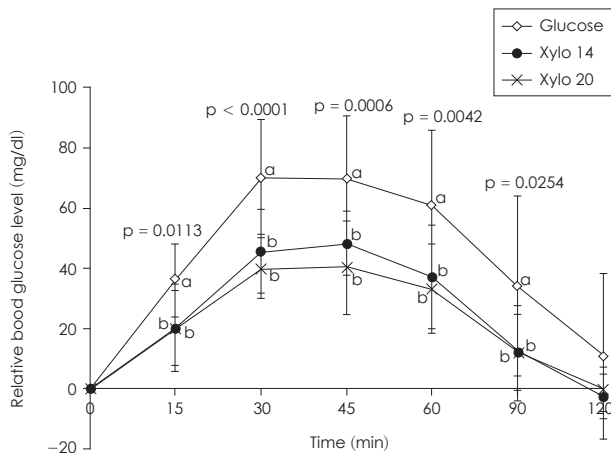 Glucose
Xylo 14
Xylo 20
100
80
60
40
20
0
−20
Relative bood glucose level (mg/dl)
p = 0.0113
p < 0.0001
p = 0.0006
p = 0.0042
p = 0.0254
a
a
a
a
a
b
b
b
b
b
b
b
b
b
b
0
15
30
45
60
90
120
Time (min)